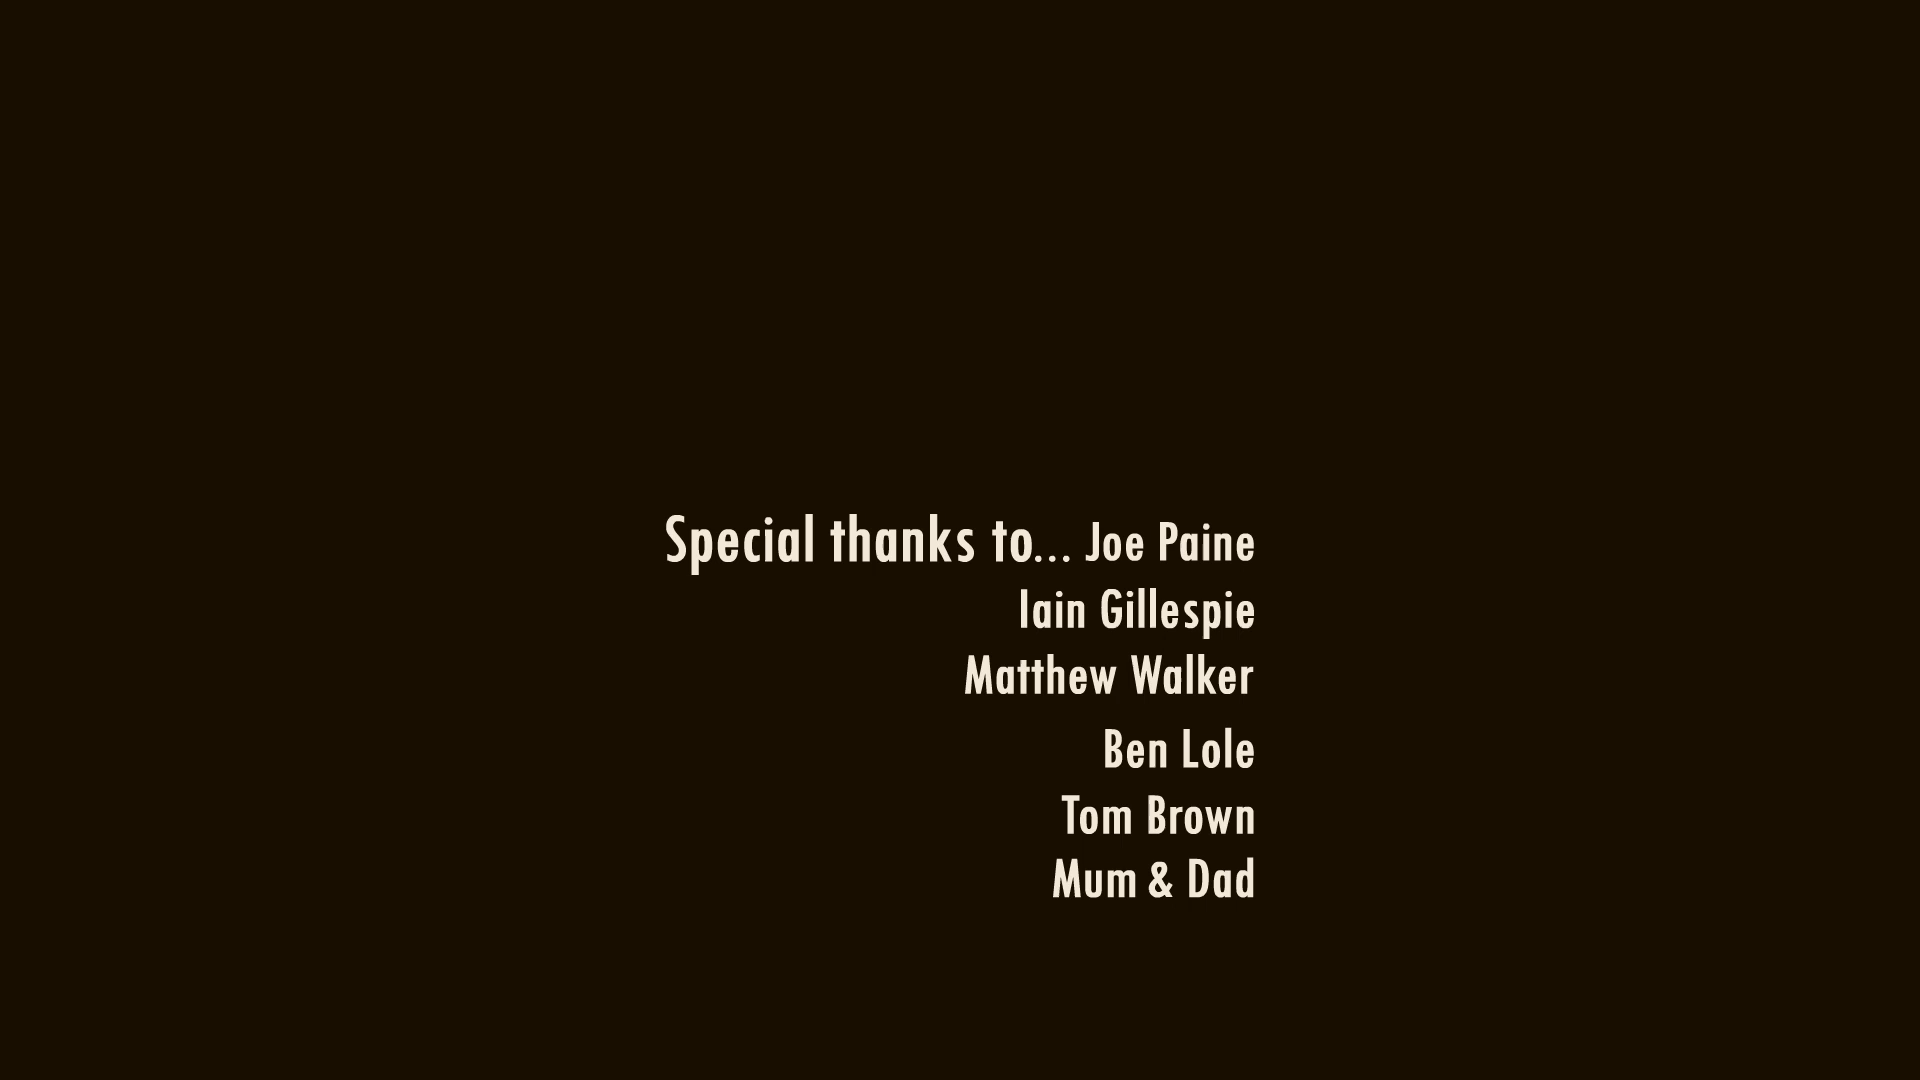 Special thanks to... Joe Paine
Iain Gillespie
Matthew Walker
Ben Lole
Tom Brown
Mum & Dad